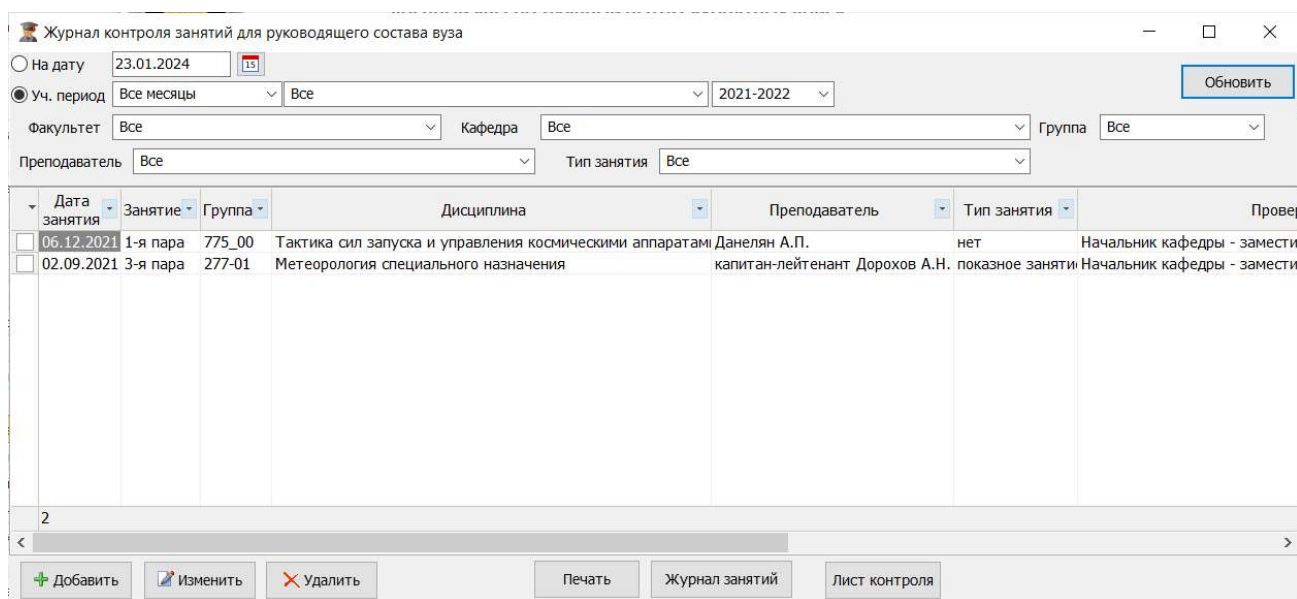 Журнал контроля занятий для руководящего состава вуза
На дату 23.01.2024 15
Обновить
Уч. период Все месяцы Все 2021-2022
Факультет Все Кафедра Все Группа Все
Преподаватель Все Тип занятия Все
Дата занятия Занятие Группа Дисциплина Преподаватель Тип занятия Провер
06.12.2021 1-я пара 775_00 Тактика сил запуска и управления космическими аппаратам Данелян А.П. нет Начальник кафедры - замести
02.09.2021 3-я пара 277-01 Метеорология специального назначения капитан-лейтенант Дорохов А.Н. показное заняти Начальник кафедры - замести
2
Добавить Изменить Удалить Печать Журнал занятий Лист контроля